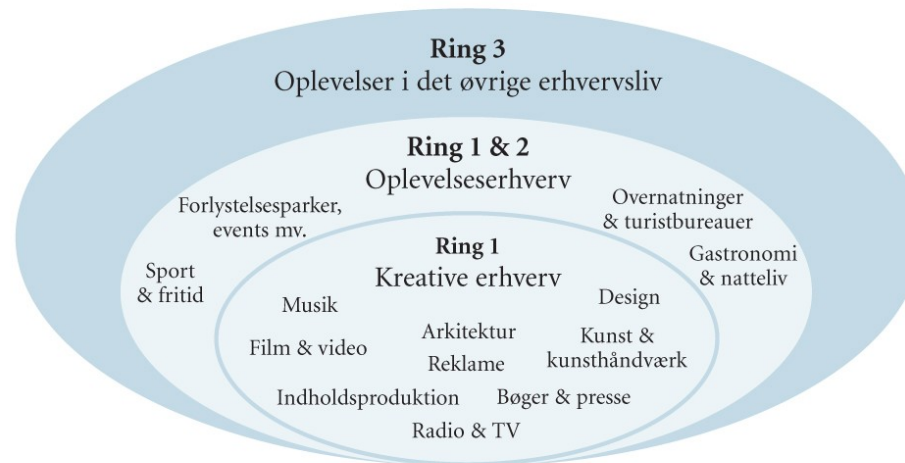 Ring 3
Oplevelser i det øvrige erhvervsliv
Ring 1 & 2
Oplevelseserhverv
Forlystelsesparker,
events mv.
Overnatninger
& turistbureauer
Sport
& fritid
Gastronomi
& natteliv
Ring 1
Kreative erhverv
Musik
Design
Film & video
Arkitektur
Kunst &
kunsthåndværk
Reklame
Indholdsproduktion
Bøger & presse
Radio & TV